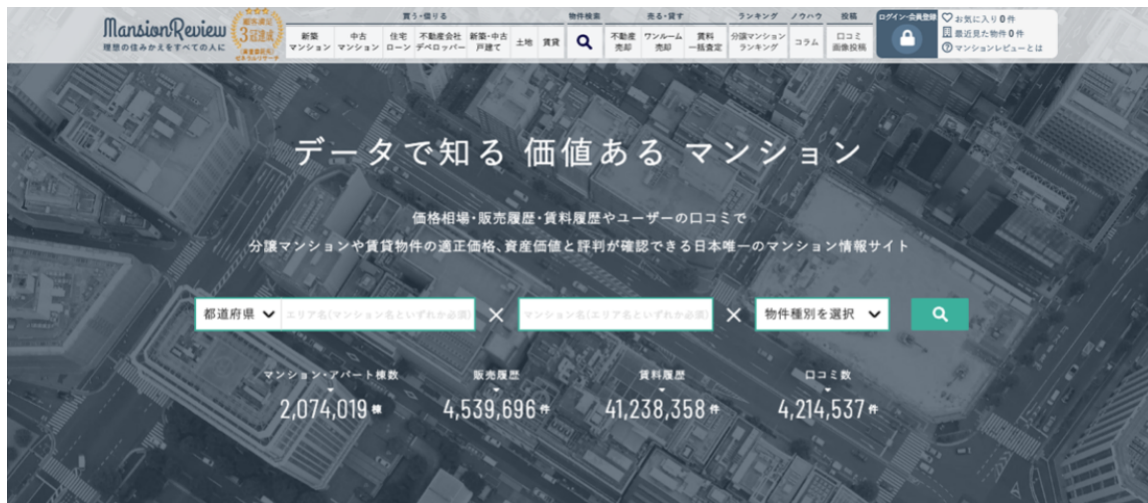 MansionReview
理想の住みかえをすべての人に
顧客満足
3冠達成
買う・借りる
物件検索
売る・貸す
ランキング
ノウハウ
投稿
新築
マンション
中古
マンション
住宅
ローン
不動産会社
デベロッパー
新築・中古
戸建て
土地
賃貸
不動産
売却
ワンルーム
売却
賃料
一括査定
分譲マンション
ランキング
コラム
口コミ
画像投稿
ログイン・会員登録
お気に入り0件
最近見た物件0件
マンションレビューとは
データで知る 価値ある マンション
価格相場・販売履歴・賃料履歴やユーザーの口コミで
分譲マンションや賃貸物件の適正価格、資産価値と評判が確認できる日本唯一のマンション情報サイト
都道府県
エリア名(マンション名といずれか必須)
×
マンション名(エリア名といずれか必須)
×
物件種別を選択
マンション・アパート棟数
2,074,019棟
販売履歴
4,539,696件
賃料履歴
41,238,358件
口コミ数
4,214,537件